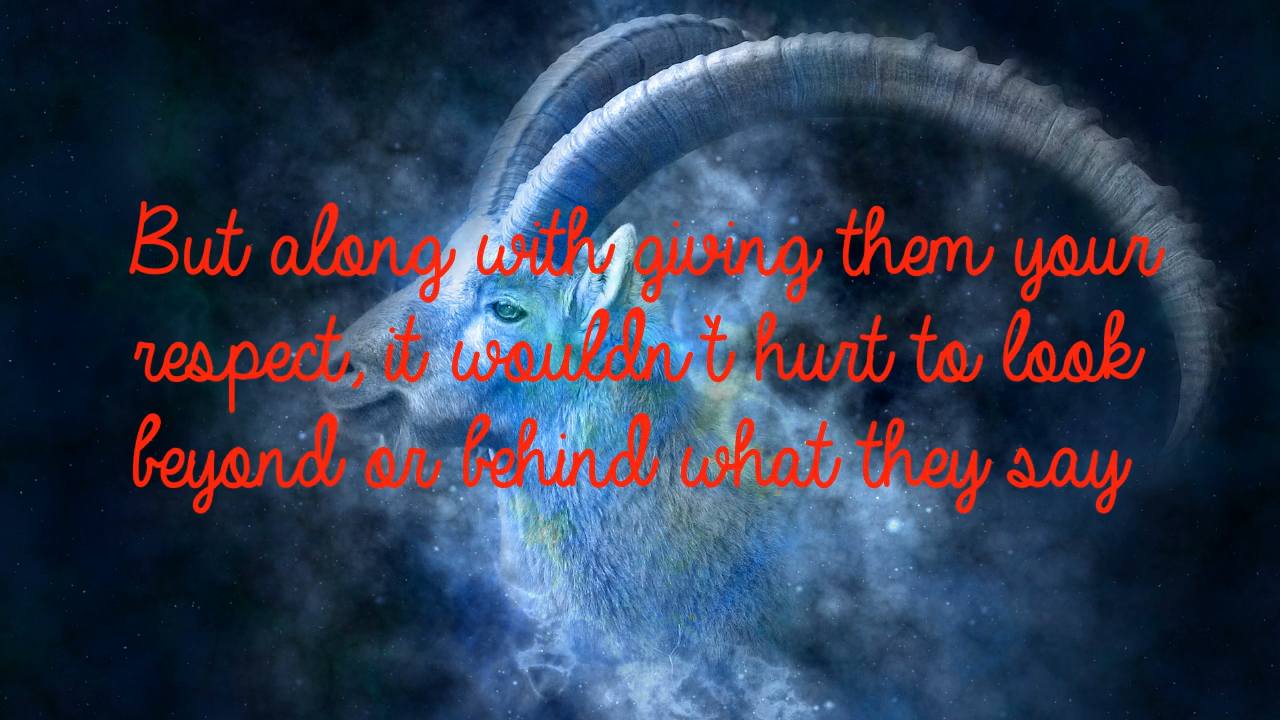 But along with giving them your
respect, it wouldn't hurt to look
beyond or behind what they say